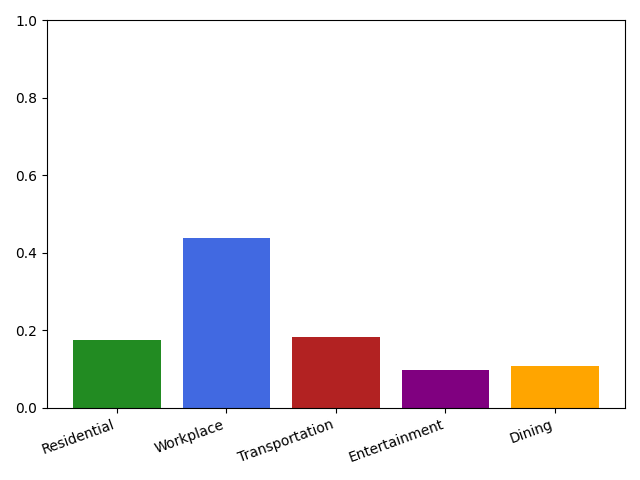 1.0
0.8
0.6
0.4
0.2
0.0
Residential
Workplace
Transportation
Entertainment
Dining